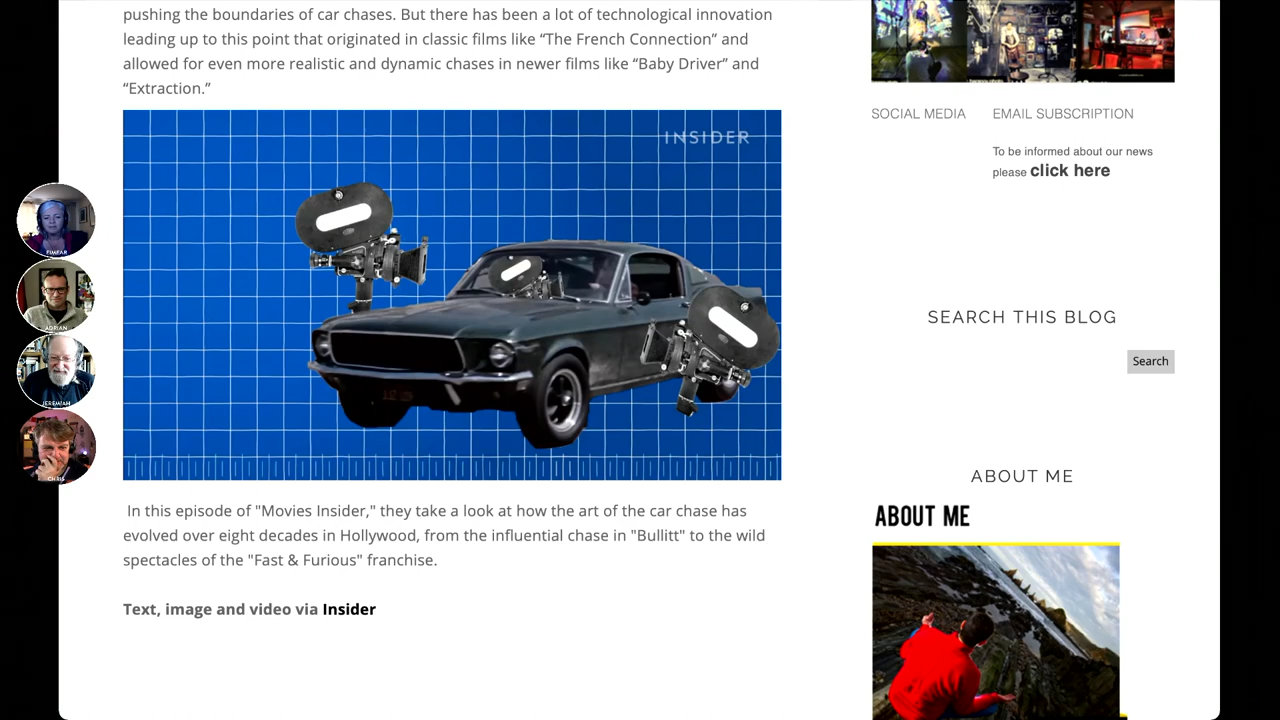 pushing the boundaries of car chases. But there has been a lot of technological innovation
leading up to this point that originated in classic films like “The French Connection” and
allowed for even more realistic and dynamic chases in newer films like “Baby Driver” and
“Extraction.”
INSIDER
In this episode of "Movies Insider," they take a look at how the art of the car chase has
evolved over eight decades in Hollywood, from the influential chase in "Bullitt" to the wild
spectacles of the "Fast & Furious" franchise.
Text, image and video via Insider
EIMEAR
ADRIAN
JEREMIAH
CHRIS
SOCIAL MEDIA
EMAIL SUBSCRIPTION
To be informed about our news
please click here
SEARCH THIS BLOG
Search
ABOUT ME
ABOUT ME